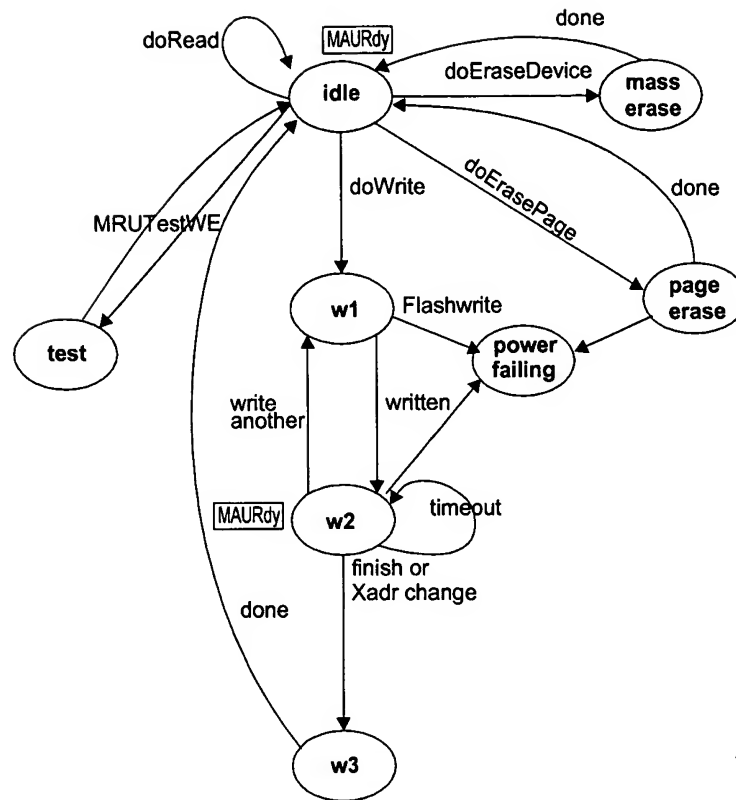 done
doRead
MAURdy
idle
doEraseDevice
mass
erase
doWrite
doErasePage
done
MRUTestWE
page
erase
w1
Flashwrite
test
power
failing
write
another
written
MAURdy
w2
timeout
finish or
Xadr change
done
w3